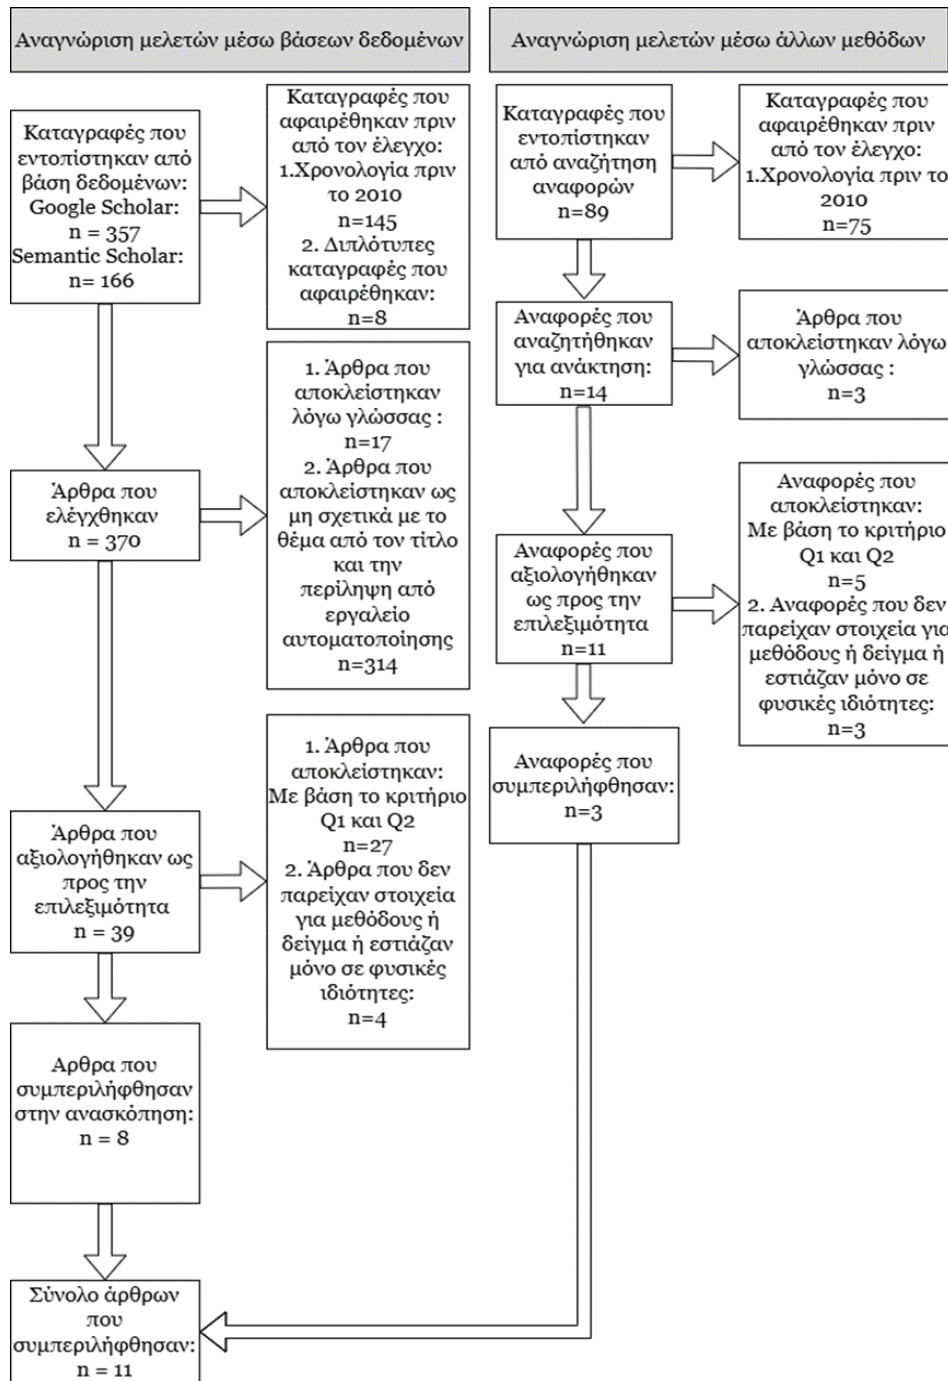 Αναγνώριση μελετών μέσω βάσεων δεδομένων
Καταγραφές που
εντοπίστηκαν από
βάση δεδομένων:
Google Scholar:
n = 357
Semantic Scholar:
n= 166
Καταγραφές που
αφαιρέθηκαν πριν
από τον έλεγχο:
1.Χρονολογία πριν
το 2010
n=145
2. Διπλότυπες
καταγραφές που
αφαιρέθηκαν:
n=8
Άρθρα που
ελέγχθηκαν
n = 370
1. Άρθρα που
αποκλείστηκαν
λόγω γλώσσας :
n=17
2. Άρθρα που
αποκλείστηκαν ως
μη σχετικά με το
θέμα από τον τίτλο
και την
περίληψη από
εργαλείο
αυτοματοποίησης
n=314
Άρθρα που
αξιολογήθηκαν ως
προς την
επιλεξιμότητα
n = 39
1. Άρθρα που
αποκλείστηκαν:
Με βάση το κριτήριο
Q1 και Q2
n=27
2. Άρθρα που δεν
παρείχαν στοιχεία
για μεθόδους ή
δείγμα ή εστιάζαν
μόνο σε φυσικές
ιδιότητες:
n=4
Αρθρα που
συμπεριλήφθησαν
στην ανασκόπηση:
n = 8
Σύνολο άρθρων
που
συμπεριλήφθησαν:
n = 11
Αναγνώριση μελετών μέσω άλλων μεθόδων
Καταγραφές που
εντοπίστηκαν
από αναζήτηση
αναφορών
n=89
Καταγραφές που
αφαιρέθηκαν πριν
από τον έλεγχο:
1.Χρονολογία πριν το
2010
n=75
Αναφορές που
αναζητήθηκαν
για ανάκτηση:
n=14
Άρθρα που
αποκλείστηκαν λόγω
γλώσσας :
n=3
Αναφορές που
αξιολογήθηκαν
ως προς την
επιλεξιμότητα
n=11
Αναφορές που
αποκλείστηκαν:
Με βάση το κριτήριο
Q1 και Q2
n=5
2. Αναφορές που δεν
παρείχαν στοιχεία για
μεθόδους ή δείγμα ή
εστιάζαν μόνο σε
φυσικές ιδιότητες:
n=3
Αναφορές που
συμπεριλήφθησαν:
n=3